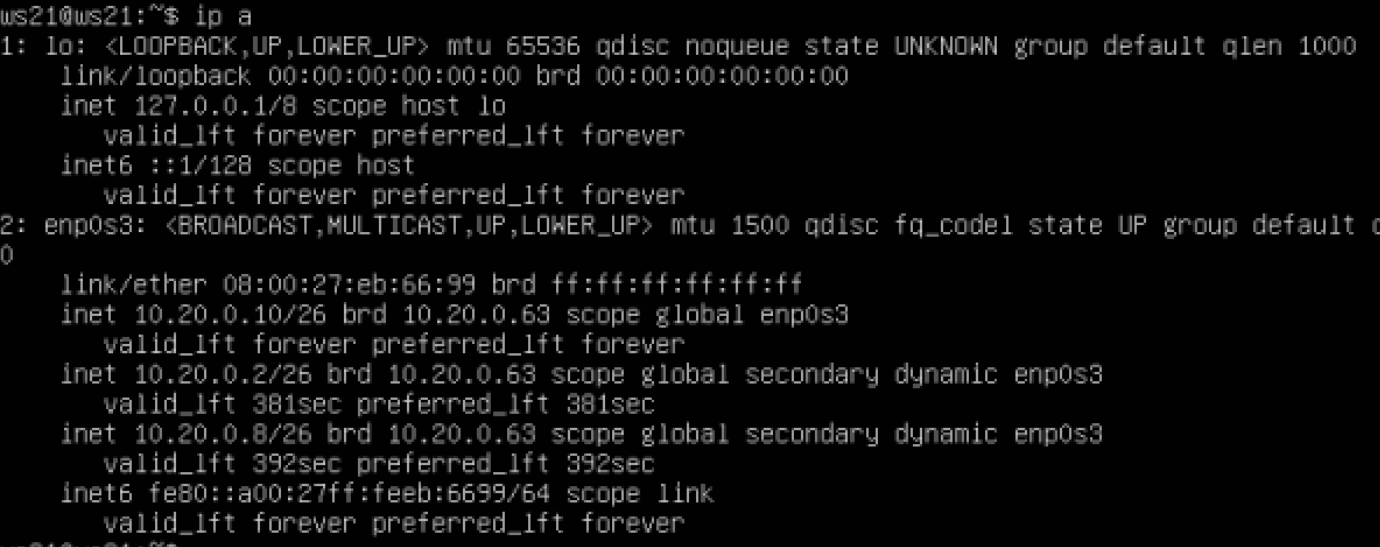 ws21@ws21:~$ ip a
1: lo: <LOOPBACK,UP,LOWER_UP> mtu 65536 qdisc noqueue state UNKNOWN group default qlen 1000
    link/loopback 00:00:00:00:00:00 brd 00:00:00:00:00:00
    inet 127.0.0.1/8 scope host lo
       valid_lft forever preferred_lft forever
    inet6 ::1/128 scope host
       valid_lft forever preferred_lft forever
2: enp0s3: <BROADCAST,MULTICAST,UP,LOWER_UP> mtu 1500 qdisc fq_codel state UP group default
0
    link/ether 08:00:27:eb:66:99 brd ff:ff:ff:ff:ff:ff
    inet 10.20.0.10/26 brd 10.20.0.63 scope global enp0s3
       valid_lft forever preferred_lft forever
    inet 10.20.0.2/26 brd 10.20.0.63 scope global secondary dynamic enp0s3
       valid_lft 381sec preferred_lft 381sec
    inet 10.20.0.8/26 brd 10.20.0.63 scope global secondary dynamic enp0s3
       valid_lft 392sec preferred_lft 392sec
    inet6 fe80::a00:27ff:feeb:6699/64 scope link
       valid_lft forever preferred_lft forever